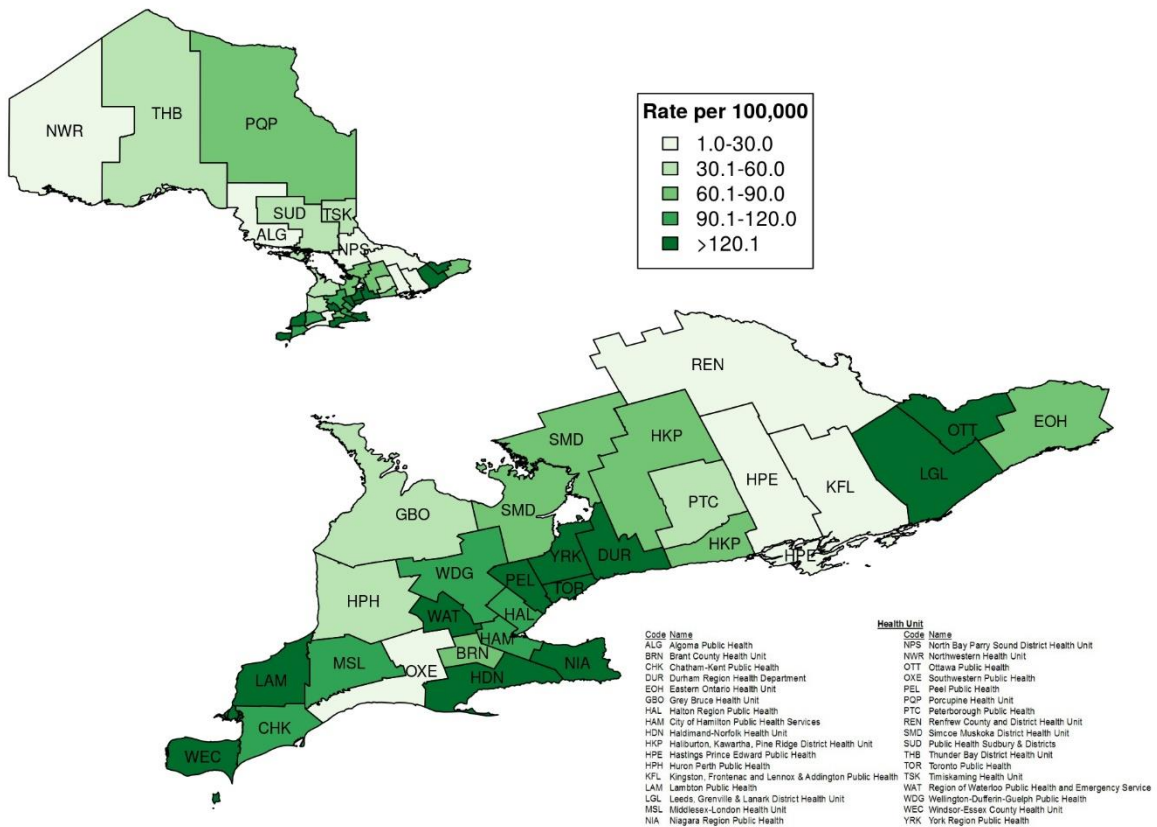 Rate per 100,000
1.0-30.0
30.1-60.0
60.1-90.0
90.1-120.0
>120.1
NWR
THB
PQP
SUD
TSK
ALG
NPS
REN
SMD
HKP
OTT
EOH
LGL
HPE
KFL
PTC
GBO
SMD
HKP
HPE
YRK
DUR
WDG
PEL
TOR
HPH
WAT
HAL
HAM
MSL
OXE
BRN
NIA
LAM
HDN
CHK
WEC
Health Unit
Code Name
ALG Algoma Public Health
BRN Brant County Health Unit
CHK Chatham-Kent Public Health
DUR Durham Region Health Department
EOH Eastern Ontario Health Unit
GBO Grey Bruce Health Unit
HAL Halton Region Public Health
HAM City of Hamilton Public Health Services
HDN Haldimand-Norfolk Health Unit
HKP Haliburton, Kawartha, Pine Ridge District Health Unit
HPE Hastings Prince Edward Public Health
HPH Huron Perth Public Health
KFL Kingston, Frontenac and Lennox & Addington Public Health
LAM Lambton Public Health
LGL Leeds, Grenville & Lanark District Health Unit
MSL Middlesex-London Health Unit
NIA Niagara Region Public Health
Code Name
NPS North Bay Parry Sound District Health Unit
NWR Northwestern Health Unit
OTT Ottawa Public Health
OXE Southwestern Public Health
PEL Peel Public Health
PQP Porcupine Health Unit
PTC Peterborough Public Health
REN Renfrew County and District Health Unit
SMD Simcoe Muskoka District Health Unit
SUD Public Health Sudbury & Districts
THB Thunder Bay District Health Unit
TOR Toronto Public Health
TSK Timiskaming Health Unit
WAT Region of Waterloo Public Health and Emergency Service
WDG Wellington-Dufferin-Guelph Public Health
WEC Windsor-Essex County Health Unit
YRK York Region Public Health